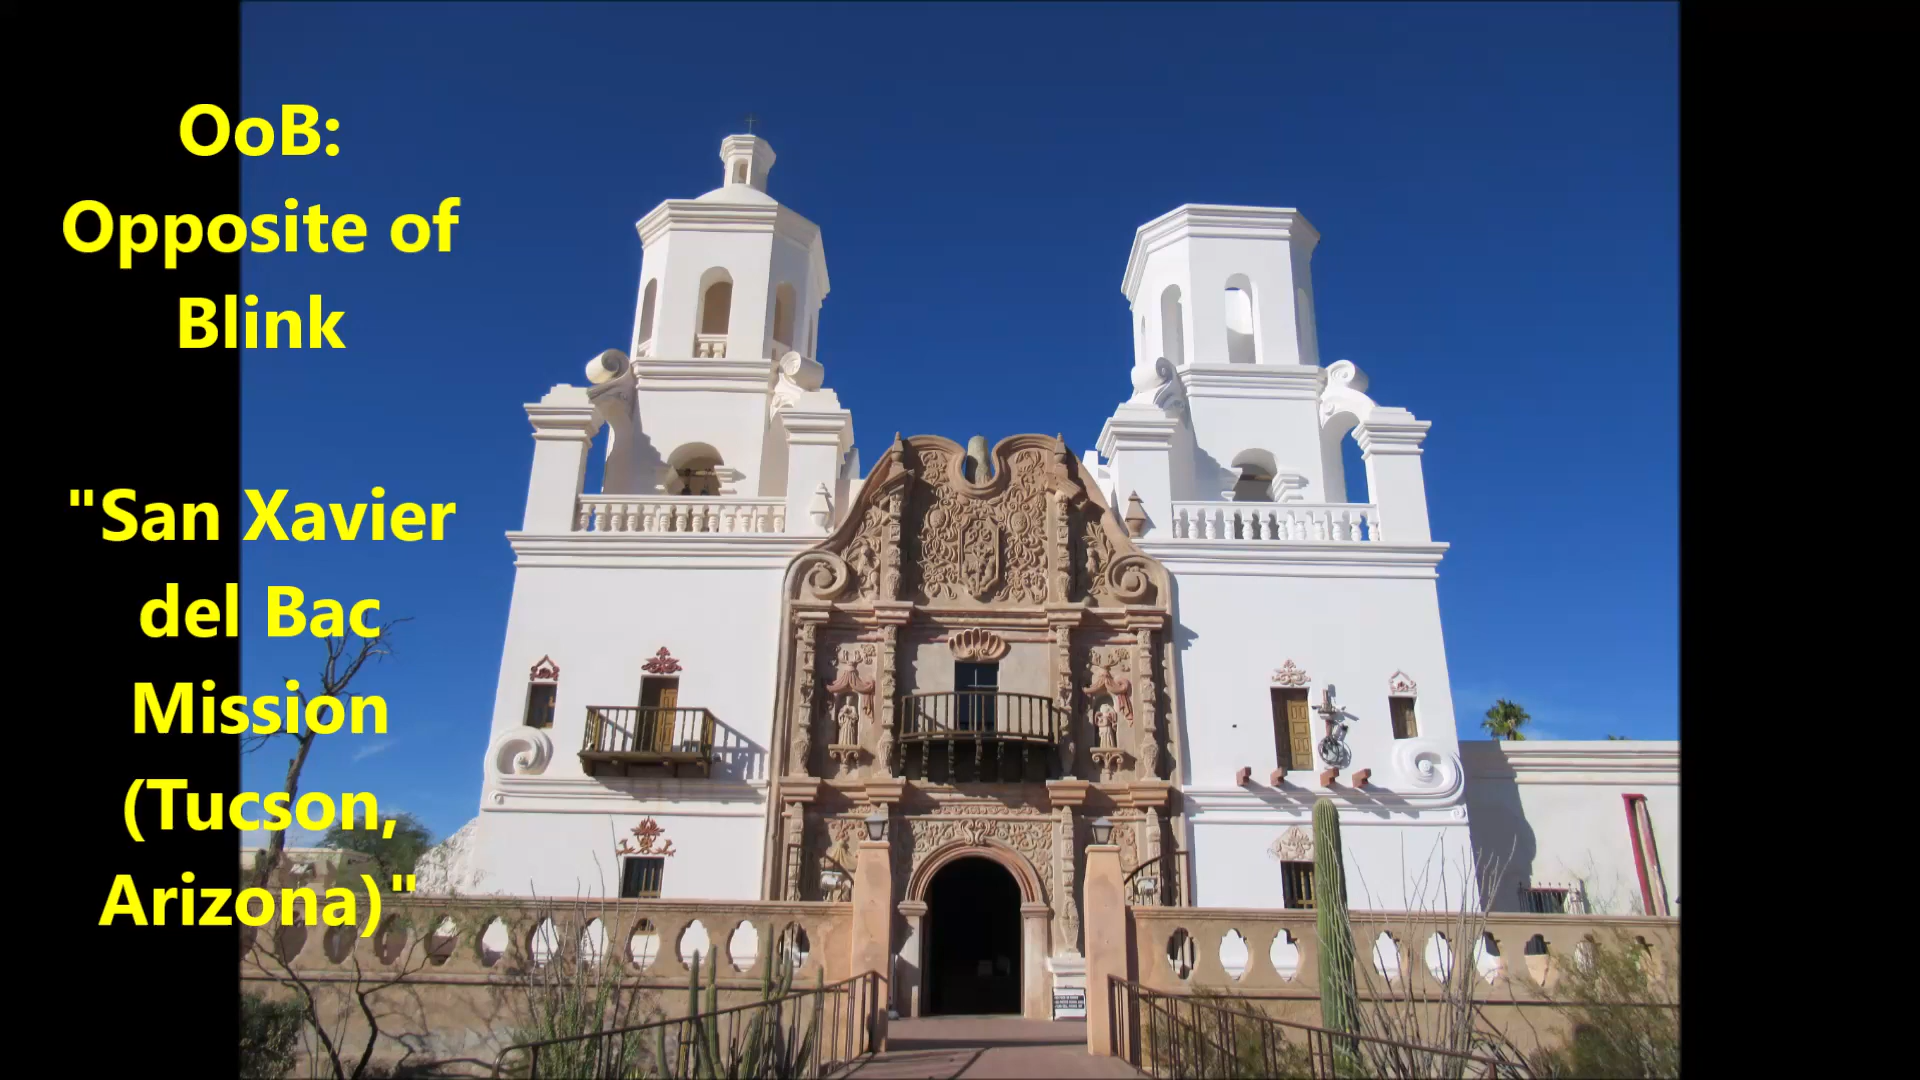 OoB:
Opposite of
Blink
"San Xavier
del Bac
Mission
(Tucson,
Arizona)"